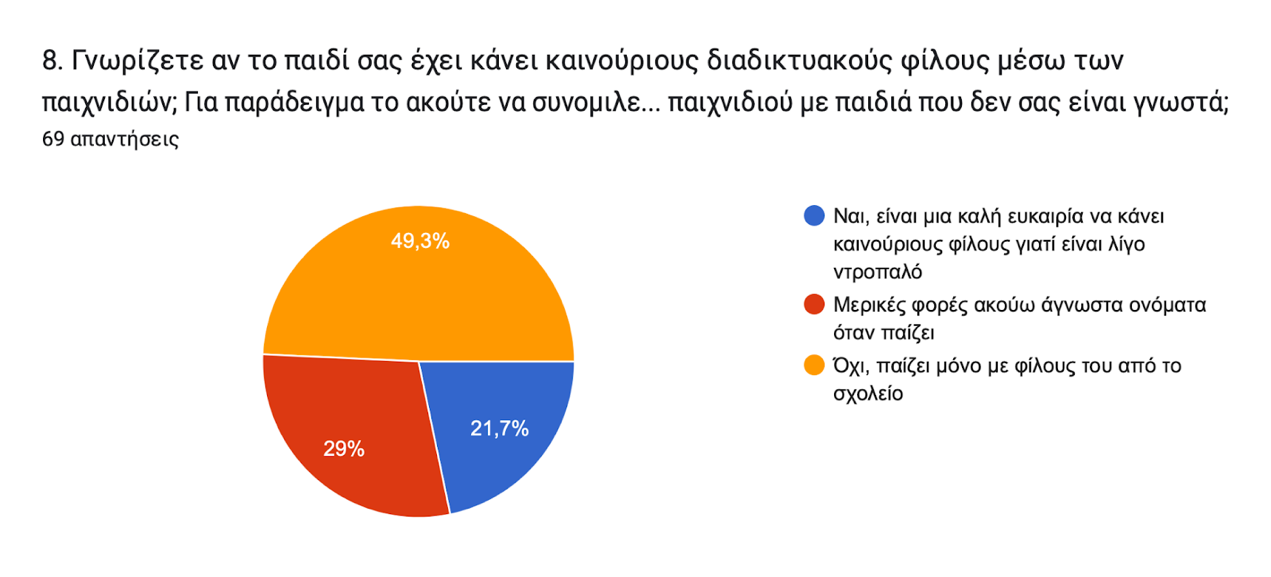 8. Γνωρίζετε αν το παιδί σας έχει κάνει καινούριους διαδικτυακούς φίλους μέσω των
παιχνιδιών; Για παράδειγμα το ακούτε να συνομιλε... παιχνιδιού με παιδιά που δεν σας είναι γνωστά;
69 απαντήσεις
49,3%
29%
21,7%
Ναι, είναι μια καλή ευκαιρία να κάνει
καινούριους φίλους γιατί είναι λίγο
ντροπαλό
Μερικές φορές ακούω άγνωστα ονόματα
όταν παίζει
Όχι, παίζει μόνο με φίλους του από το
σχολείο